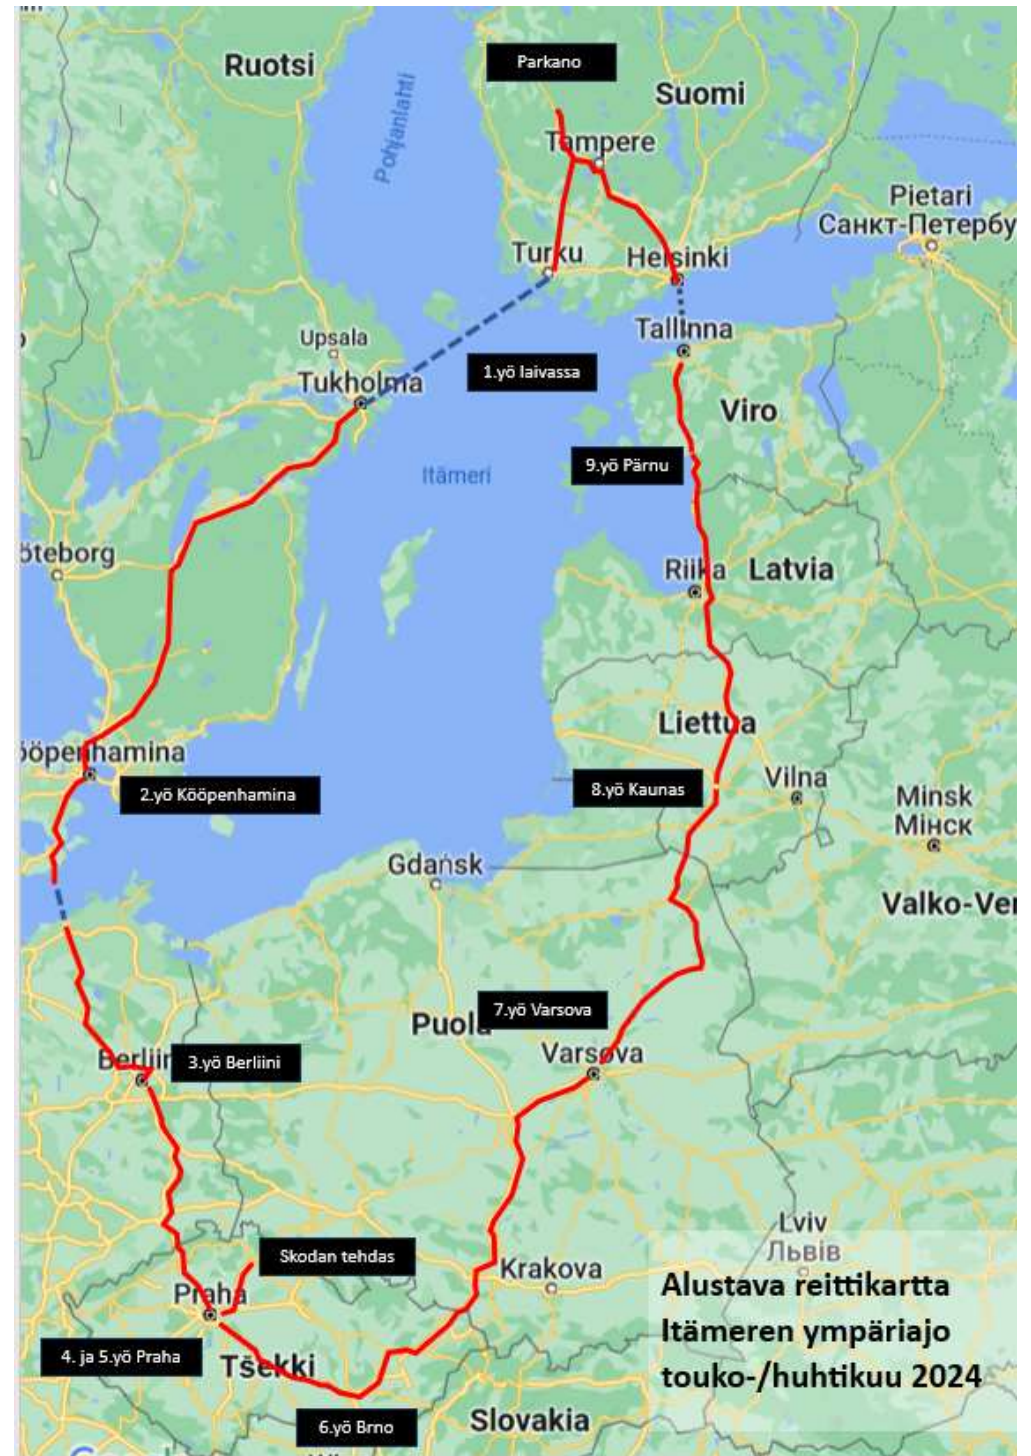 Ruotsi
Parkano
Suomi
Pohjanlahti
Tampere
Pietari
Санкт-Петербу
Turku
Helsinki
Upsala
Tallinna
Tukholma
1.yö laivassa
Viro
9.yö Pärnu
Itämeri
öteborg
Riika
Latvia
Liettua
ööpenhamina
2.yö Kööpenhamina
8.yö Kaunas
Vilna
Minsk
Мінск
Gdańsk
Valko-Ven
7.yö Varsova
Puola
Varsova
Berliini
3.yö Berliini
Lviv
Львів
Skodan tehdas
Krakova
Praha
Alustava reittikartta
Itämeren ympäriajo
touko-/huhtikuu 2024
4. ja 5.yö Praha
Tšekki
6.yö Brno
Slovakia